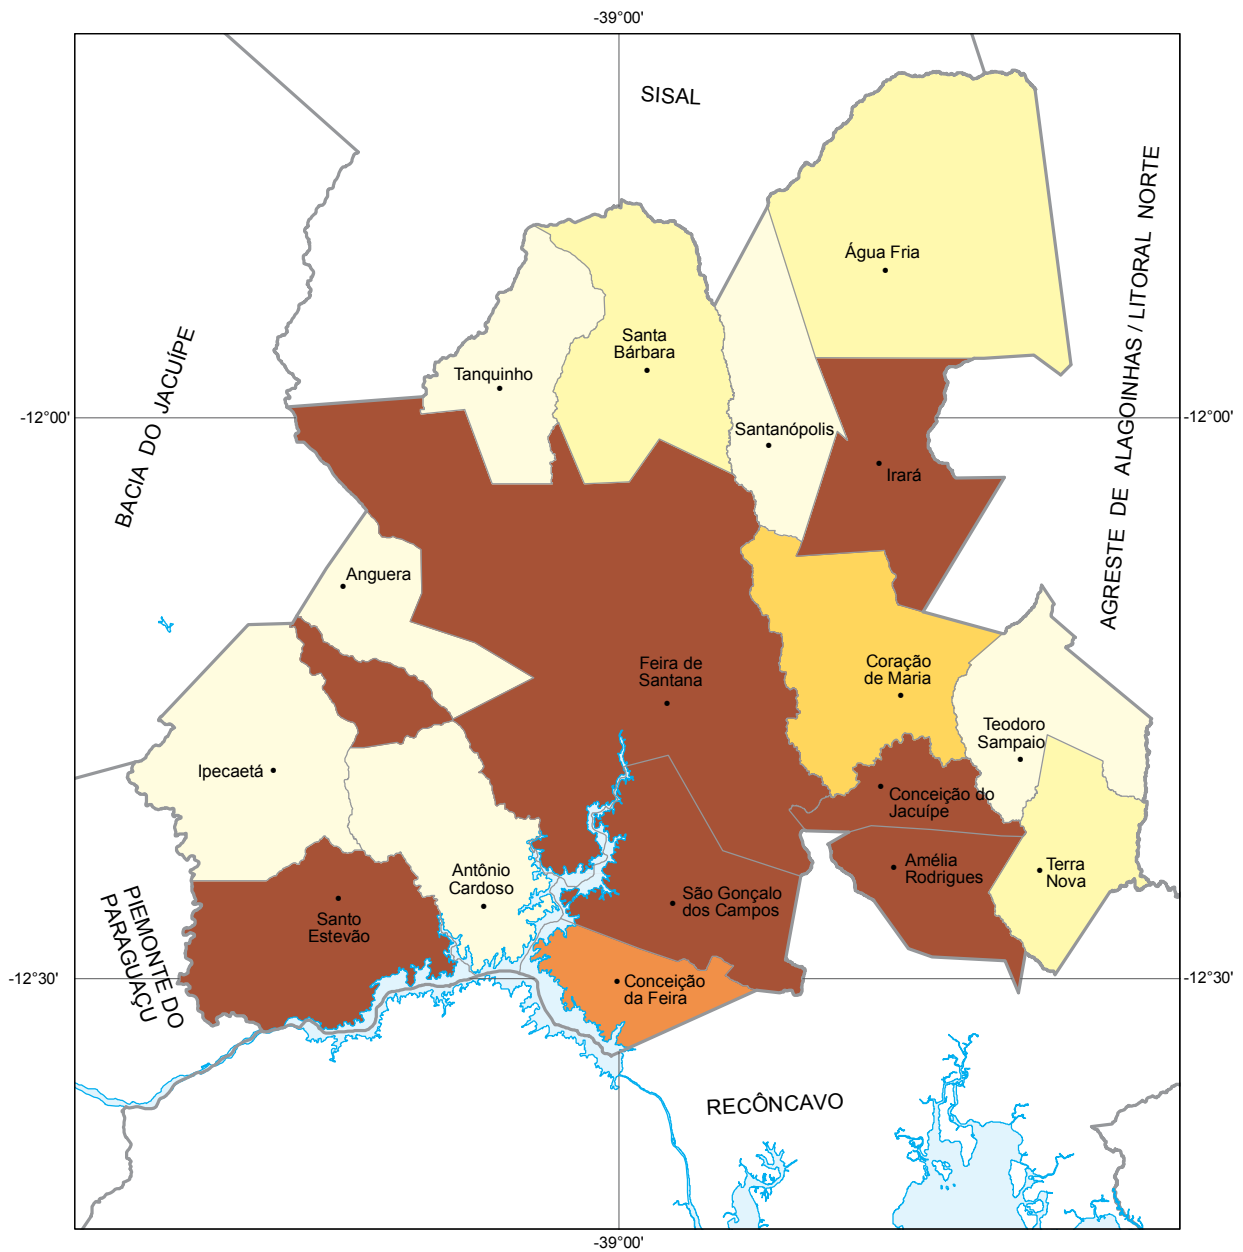 -39°00'
SISAL
AGRESTE DE ALAGOINHAS / LITORAL NORTE
Água Fria
Santa
Bárbara
Tanquinho
BACIA DO JACUÍPE
-12°00'
-12°00'
Santanópolis
Irará
Anguera
Feira de
Santana
Coração
de Maria
Teodoro
Sampaio
Ipecaetá
Conceição do
Jacuípe
Antônio
Cardoso
Amélia
Rodrigues
Terra
Nova
Santo
Estevão
São Gonçalo
dos Campos
PIEMONTE DO
PARAGUAÇU
-12°30'
-12°30'
Conceição
da Feira
RECÔNCAVO
-39°00'